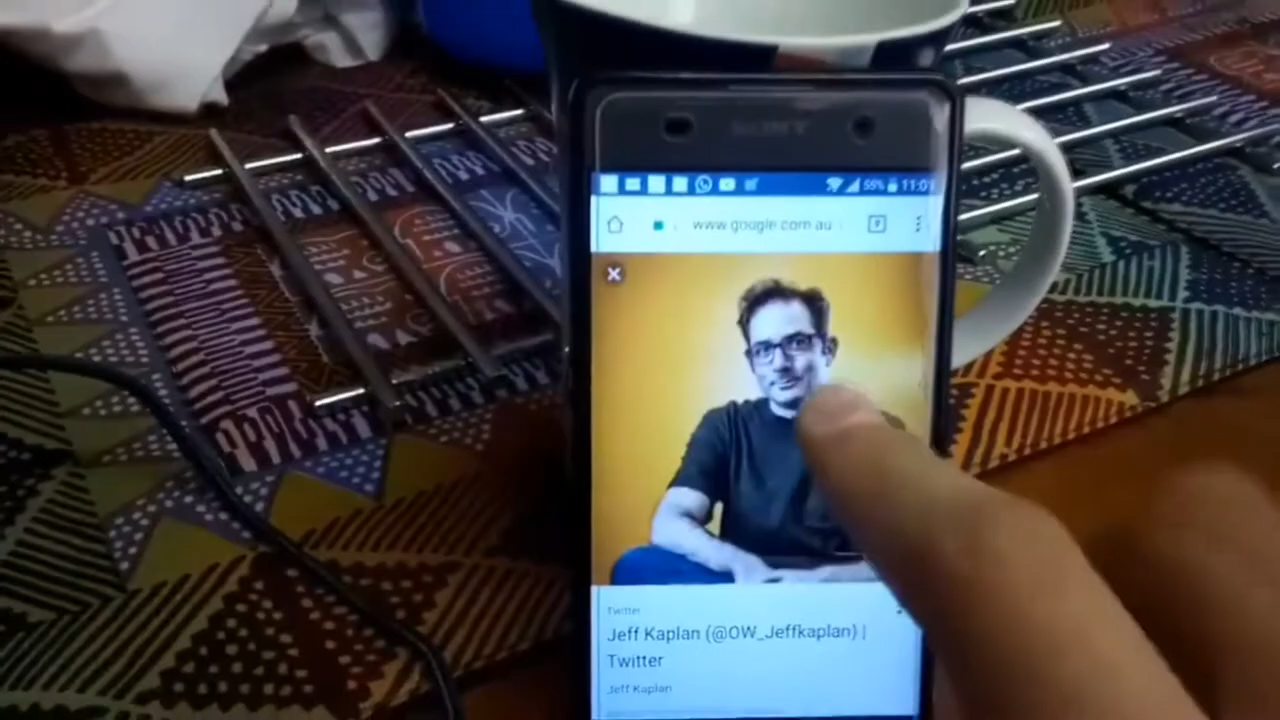 SONY
55% 11:01
www.google.com.au
Twitter
Jeff Kaplan (@OW_Jeffkaplan) |
Twitter
Jeff Kaplan